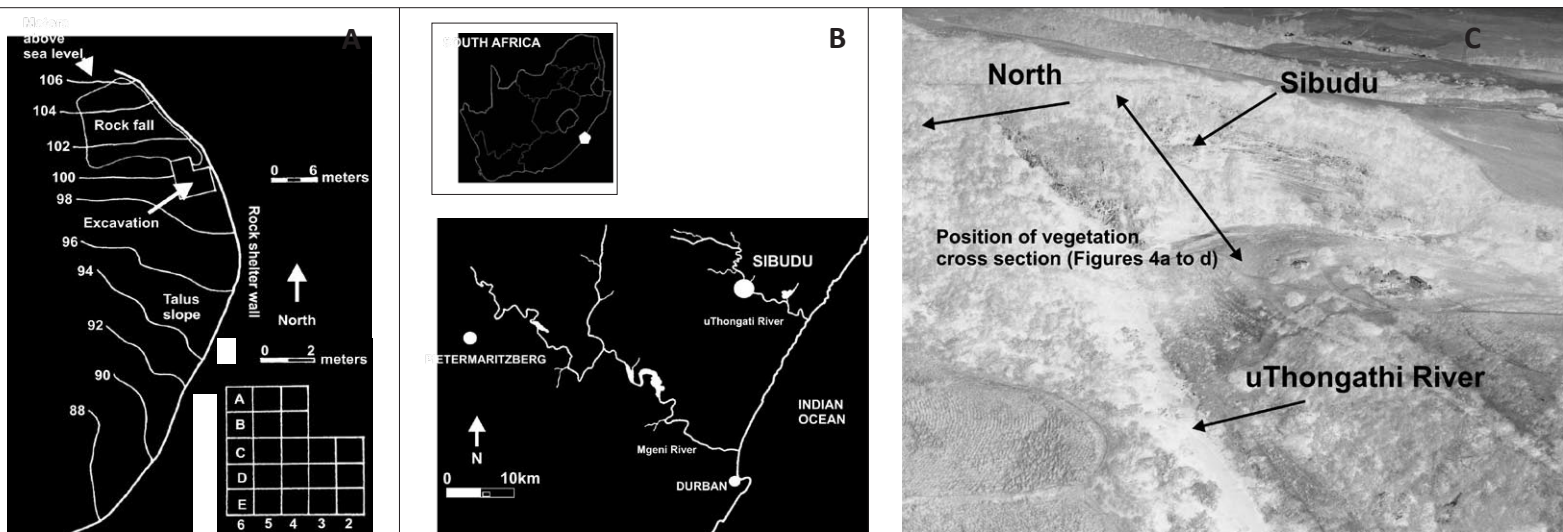 A
Meters
above
sea level
106
104
Rock fall
102
0 6 meters
100
98
Excavation
Rock shelter wall
96
94
Talus
slope
North
92
0 2 meters
90
88
A
B
C
D
E
6 5 4 3 2
B
SOUTH AFRICA
SIBUDU
uThongati River
PIETERMARITZBERG
INDIAN
OCEAN
N
Mgeni River
0 10km
DURBAN
C
North
Sibudu
Position of vegetation
cross section (Figures 4a to d)
uThongathi River